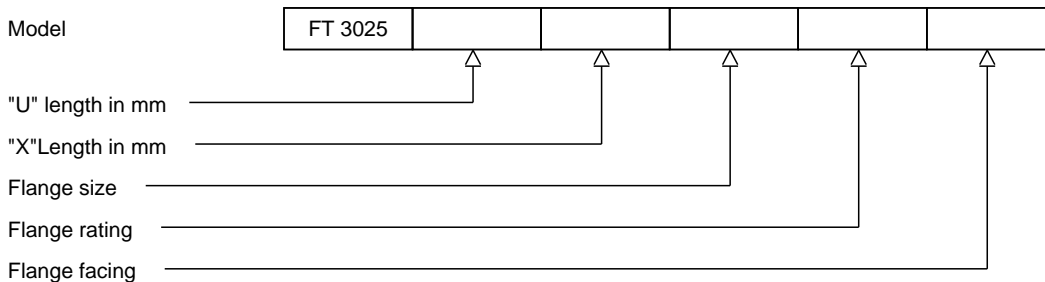 Model FT 3025
"U" length in mm
"X"Length in mm
Flange size
Flange rating
Flange facing